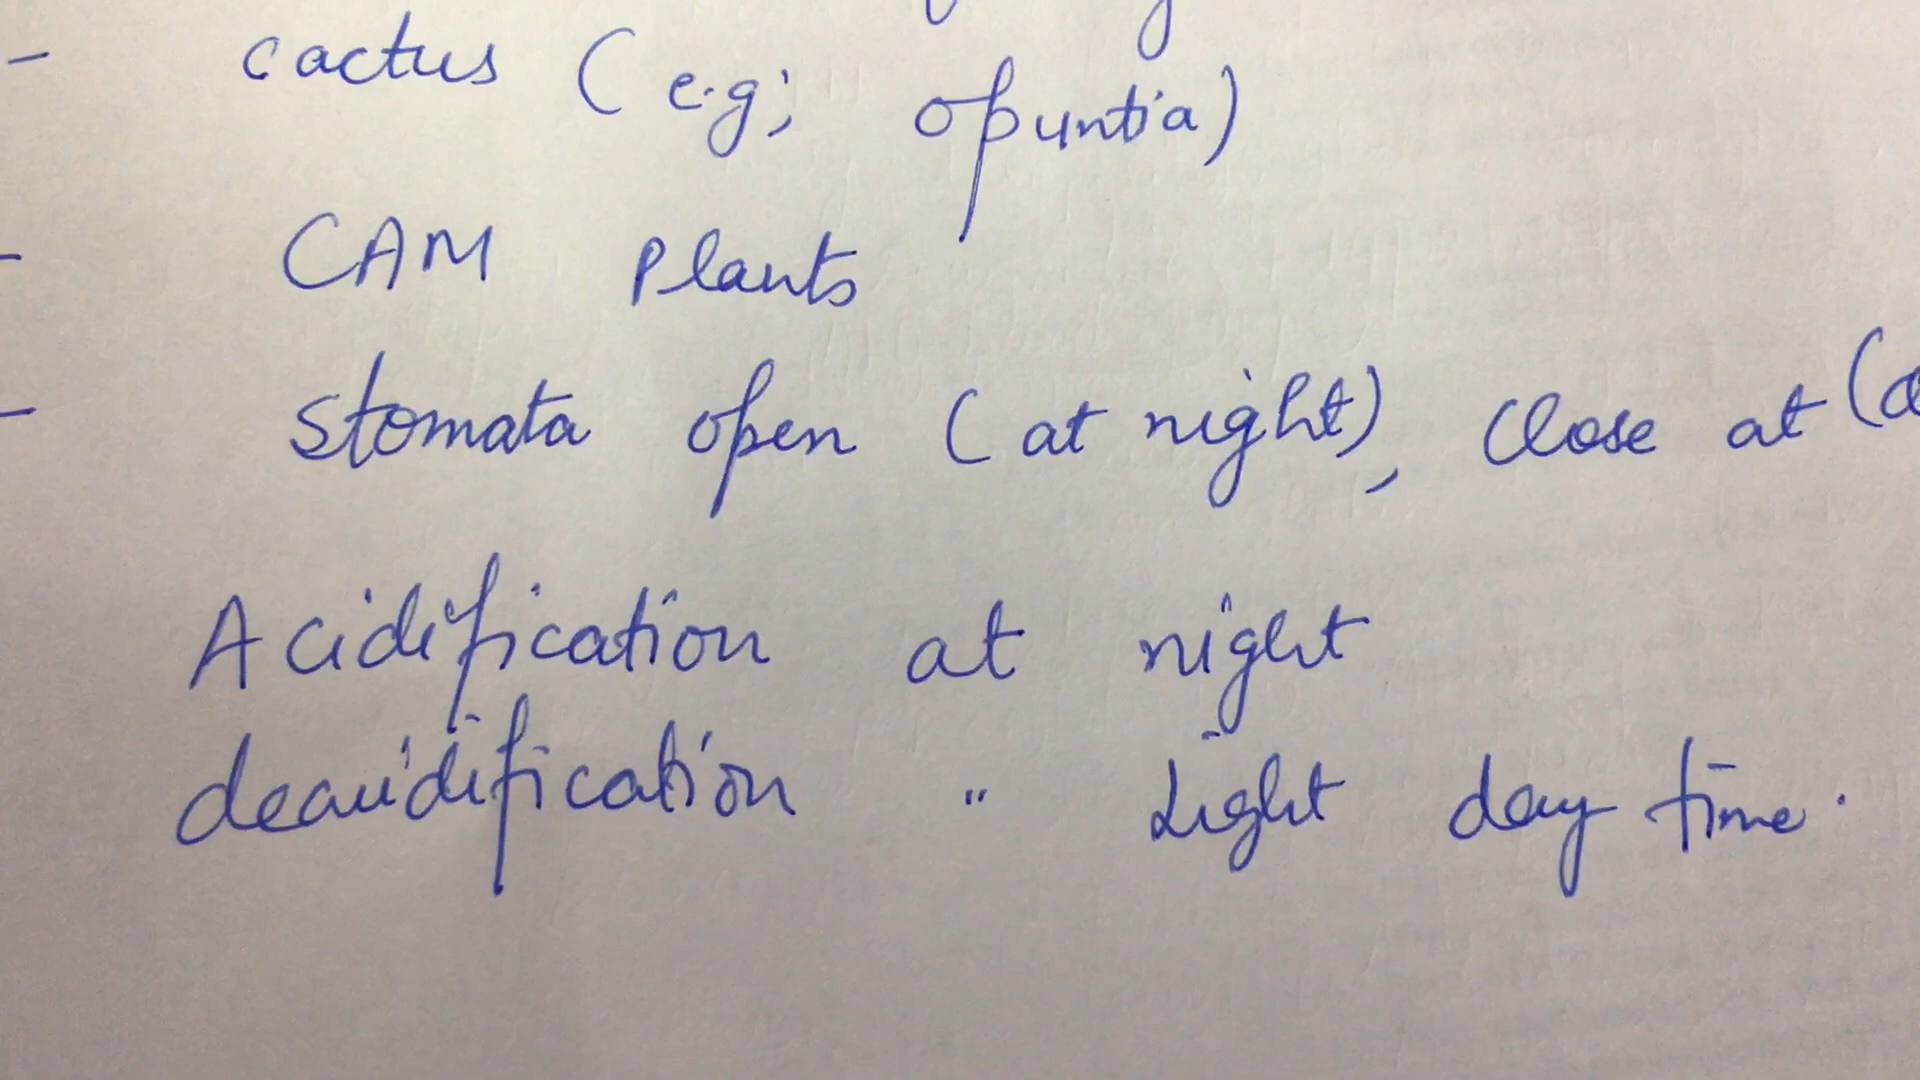 - cactus (e.g; opuntia)
- CAM Plants
- stomata open (at night), close at (
Acidification at night
deacidification " Light day time.